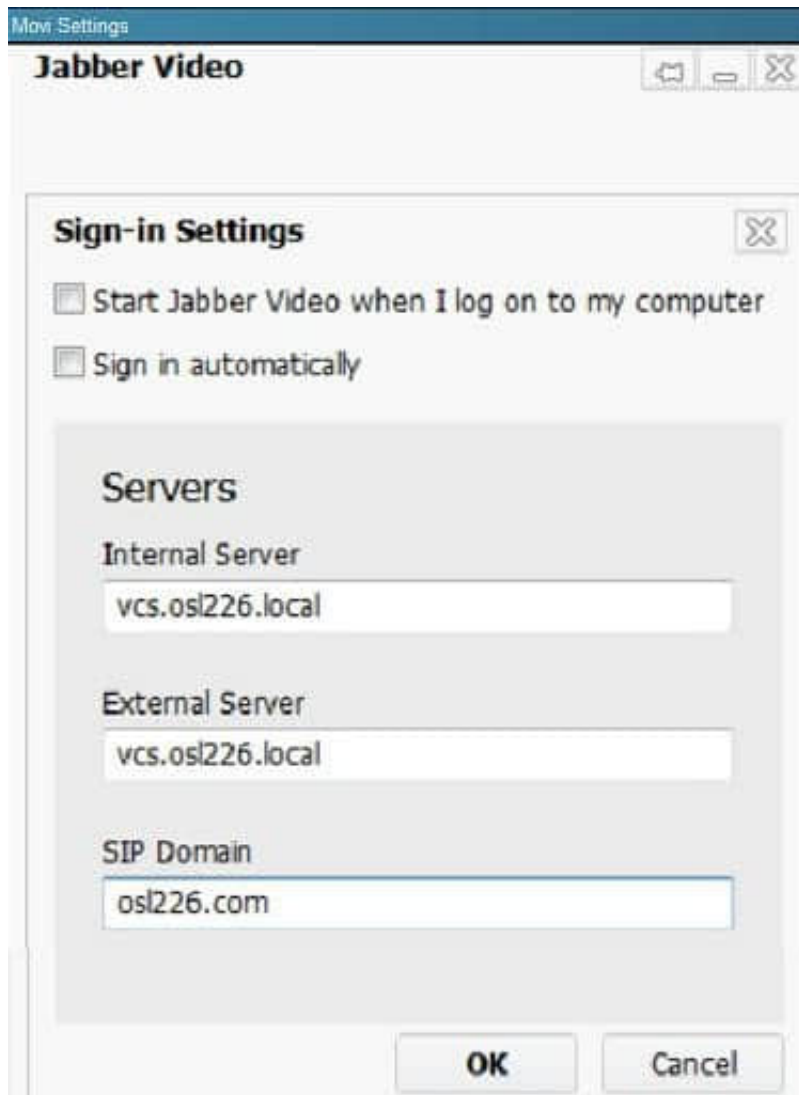 Movi Settings
Jabber Video
Sign-in Settings
Start Jabber Video when I log on to my computer
Sign in automatically
Servers
Internal Server
vcs.osl226.local
External Server
vcs.osl226.local
SIP Domain
osl226.com
OK Cancel